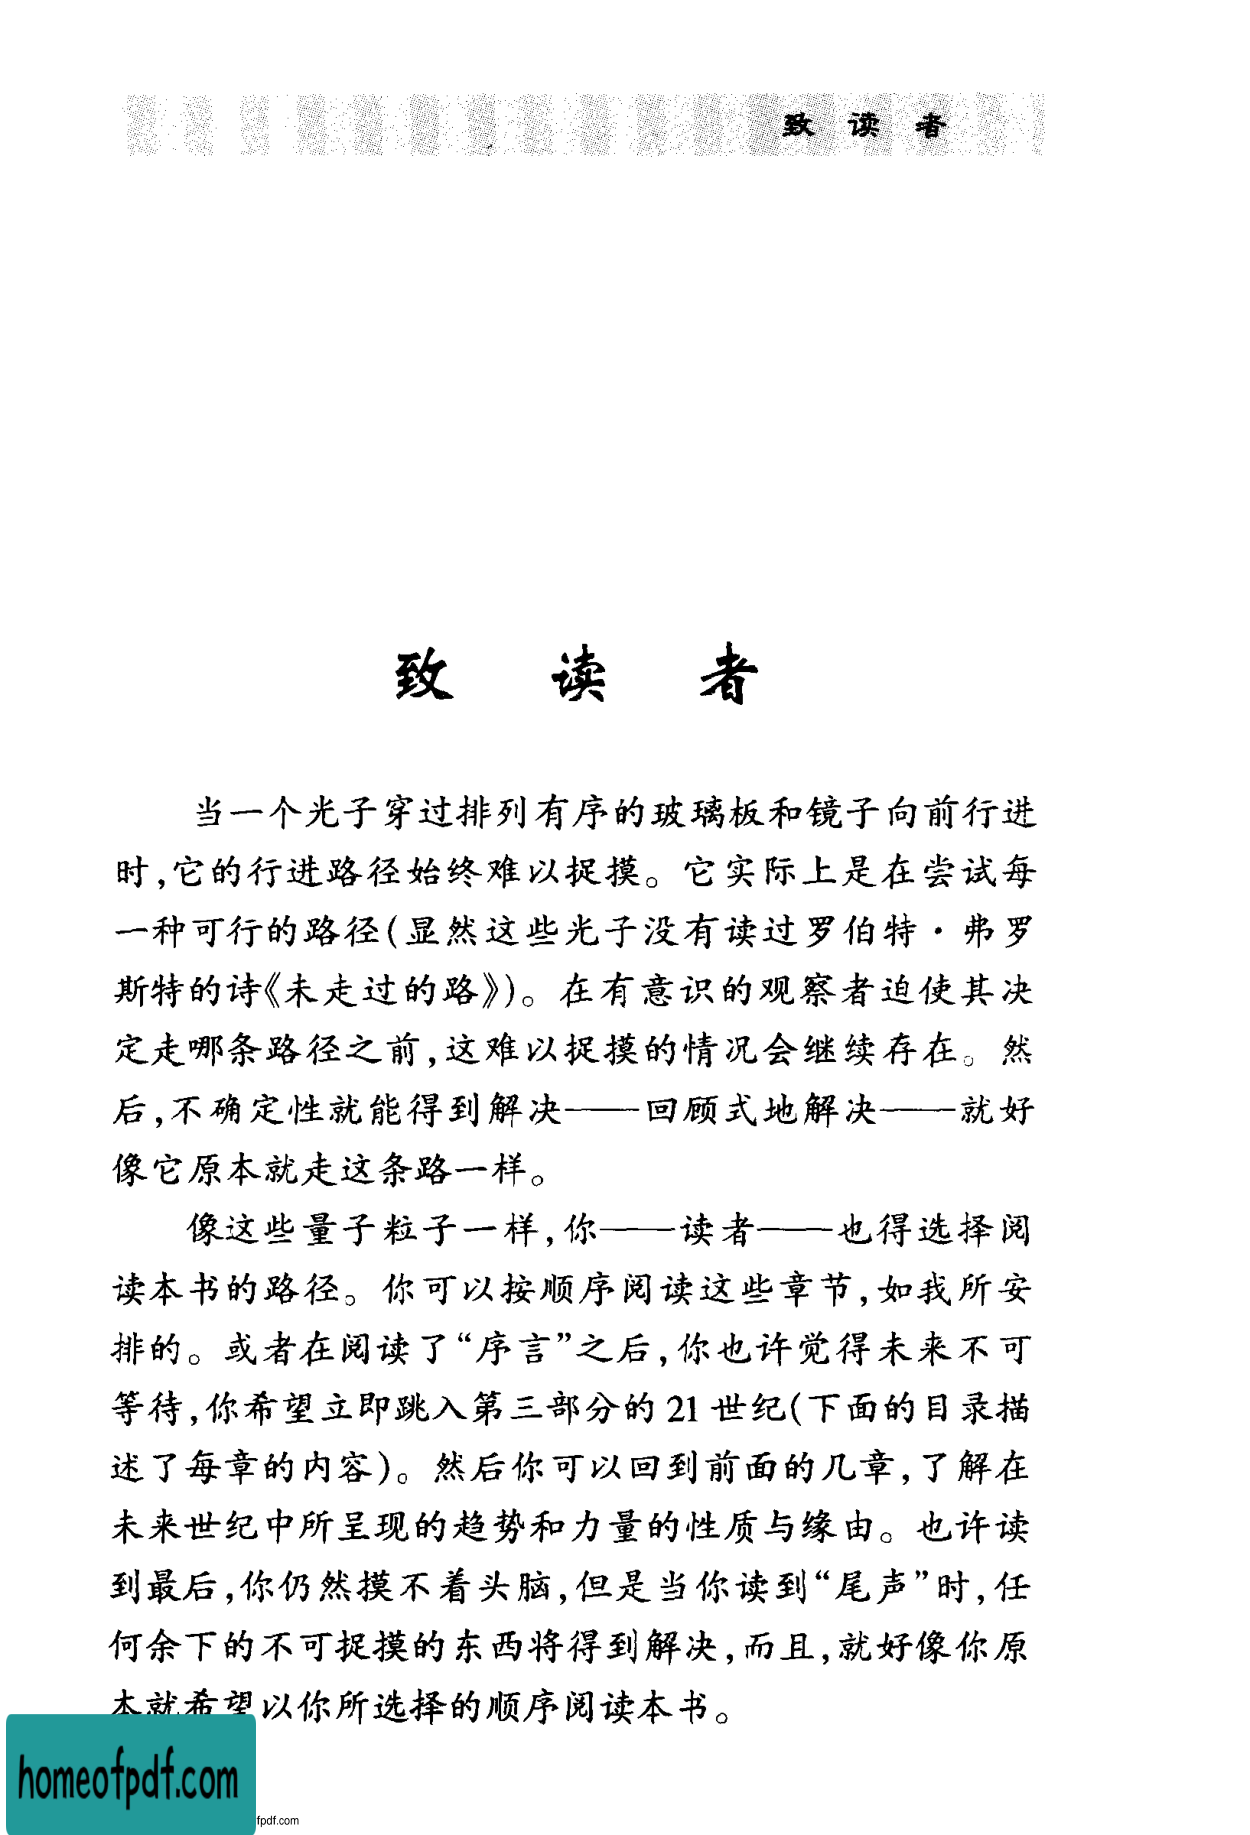 致 读 者
致 读 者
当一个光子穿过排列有序的玻璃板和镜子向前行进
时,它的行进路径始终难以捉摸。它实际上是在尝试每
一种可行的路径(显然这些光子没有读过罗伯特·弗罗
斯特的诗《未走过的路》)。在有意识的观察者迫使其决
定走哪条路径之前,这难以捉摸的情况会继续存在。然
后,不确定性就能得到解决——回顾式地解决——就好
像它原本就走这条路一样。
像这些量子粒子一样,你——读者——也得选择阅
读本书的路径。你可以按顺序阅读这些章节,如我所安
排的。或者在阅读了“序言”之后,你也许觉得未来不可
等待,你希望立即跳入第三部分的 21 世纪(下面的目录描
述了每章的内容)。然后你可以回到前面的几章,了解在
未来世纪中所呈现的趋势和力量的性质与缘由。也许读
到最后,你仍然摸不着头脑,但是当你读到“尾声”时,任
何余下的不可捉摸的东西将得到解决,而且,就好像你原
本就希望以你所选择的顺序阅读本书。
homeofpdf.com
fpdf.com